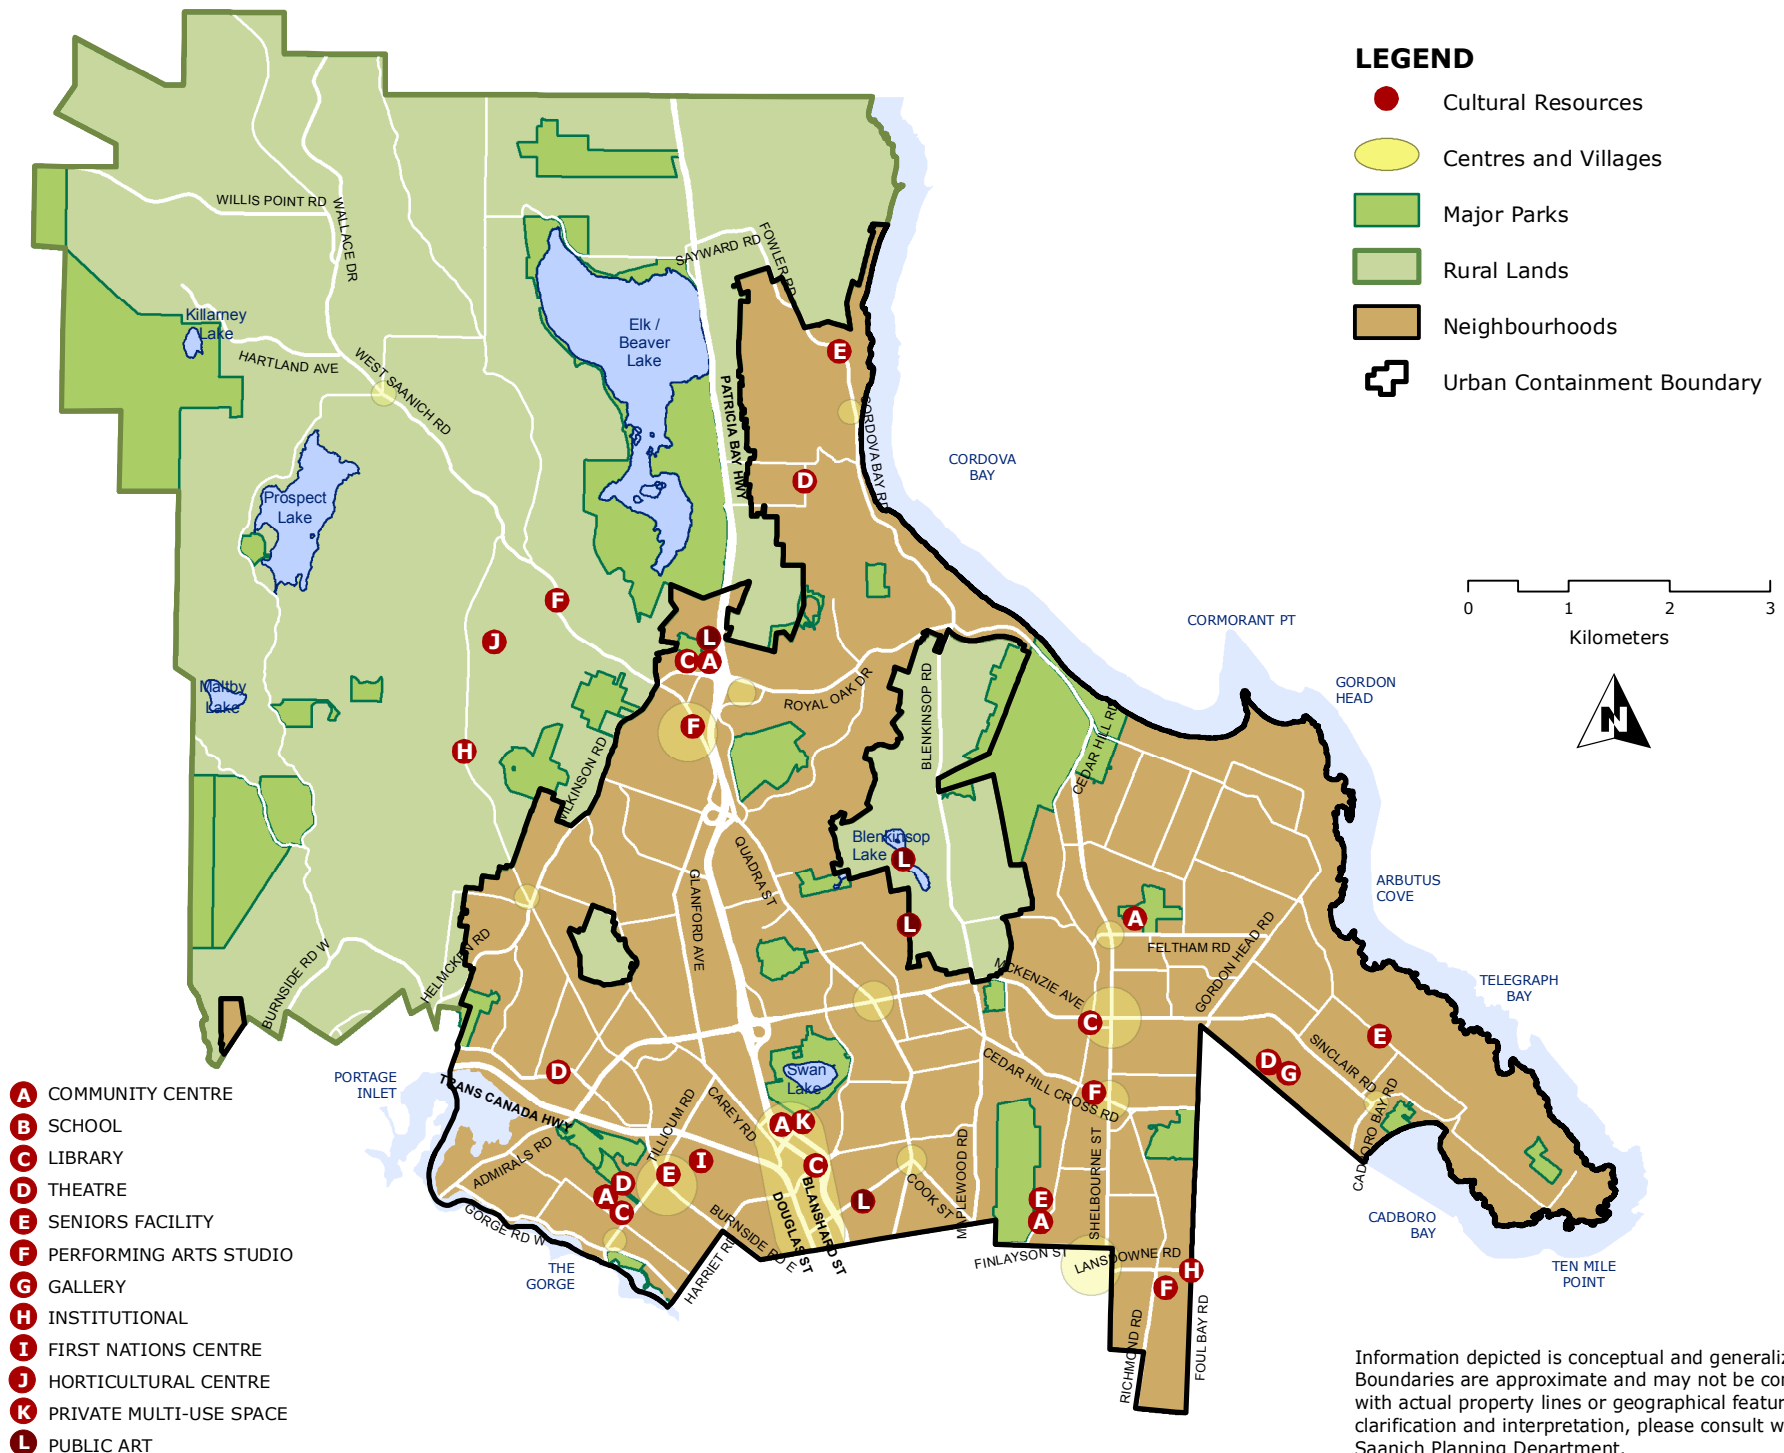 LEGEND
Cultural Resources
Centres and Villages
Major Parks
Rural Lands
Neighbourhoods
Urban Containment Boundary
WILLIS POINT RD
WALLACE DR
SAYWARD RD
FOWLER RD
Killarney
Lake
HARTLAND AVE
WEST SAANICH RD
Elk /
Beaver
Lake
PATRICIA BAY HWY
E
CORDOVA BAY RD
CORDOVA
BAY
D
Prospect
Lake
0 1 2 3
Kilometers
N
F
J
L
C
A
CORMORANT PT
GORDON
HEAD
Maltby
Lake
ROYAL OAK DR
BLENKINSOP RD
F
H
CEDAR HILL RD
WILKINSON RD
QUADRA ST
Blenkinsop
Lake
L
GLANFORD AVE
ARBUTUS
COVE
L
A
FELTHAM RD
GORDON HEAD RD
HELMCKEN RD
BURNSIDE RD W
MCKENZIE AVE
TELEGRAPH
BAY
C
E
D
G
SINCLAIR RD
CEDAR HILL CROSS RD
F
PORTAGE
INLET
TRANS CANADA HWY
D
Swan
Lake
TILLICUM RD
CAREY RD
A
K
CADBORO BAY RD
ADMIRALS RD
I
E
D
A
C
C
L
COOK ST
MAPLEWOOD RD
SHELBOURNE ST
E
A
GORGE RD W
BURNSIDE RD E
DOUGLAS ST
BLANSHARD ST
HARRIET RD
FINLAYSON ST
LANSDOWNE RD
H
F
CADBORO
BAY
THE
GORGE
TEN MILE
POINT
RICHMOND RD
FOUL BAY RD
A COMMUNITY CENTRE
B SCHOOL
C LIBRARY
D THEATRE
E SENIORS FACILITY
F PERFORMING ARTS STUDIO
G GALLERY
H INSTITUTIONAL
I FIRST NATIONS CENTRE
J HORTICULTURAL CENTRE
K PRIVATE MULTI-USE SPACE
L PUBLIC ART
Information depicted is conceptual and
Boundaries are approximate and may not be
with actual property lines or geographical
clarification and interpretation, please consult
Saanich Planning Department.